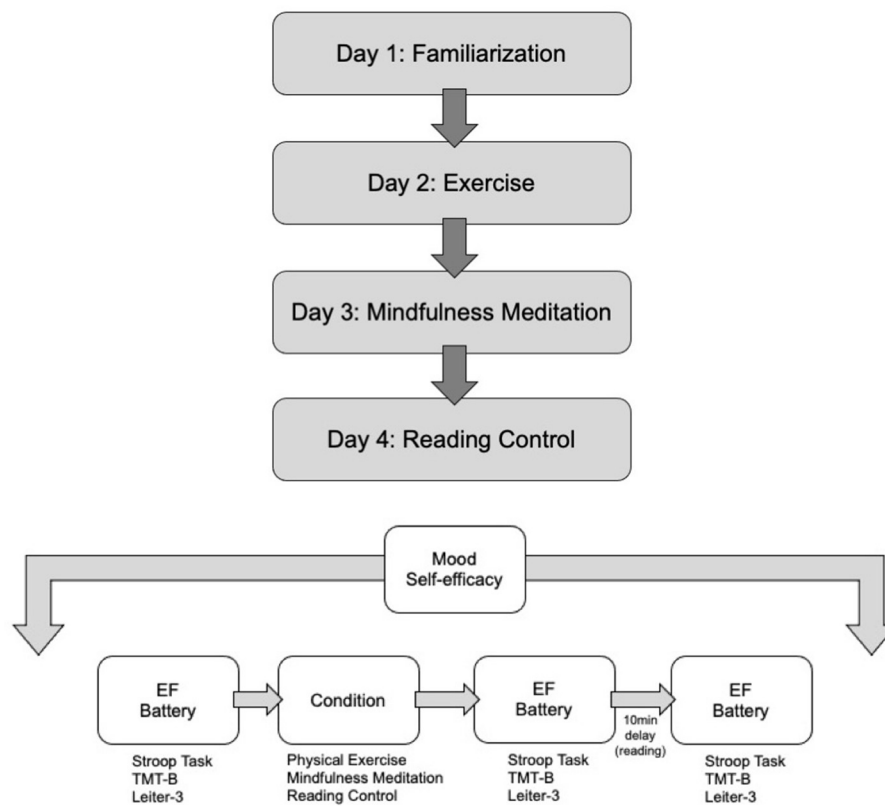 Day 1: Familiarization
Day 2: Exercise
Day 3: Mindfulness Meditation
Day 4: Reading Control
Mood
Self-efficacy
EF
Battery
Stroop Task
TMT-B
Leiter-3
Condition
Physical Exercise
Mindfulness Meditation
Reading Control
EF
Battery
Stroop Task
TMT-B
Leiter-3
10min
delay
(reading)
EF
Battery
Stroop Task
TMT-B
Leiter-3